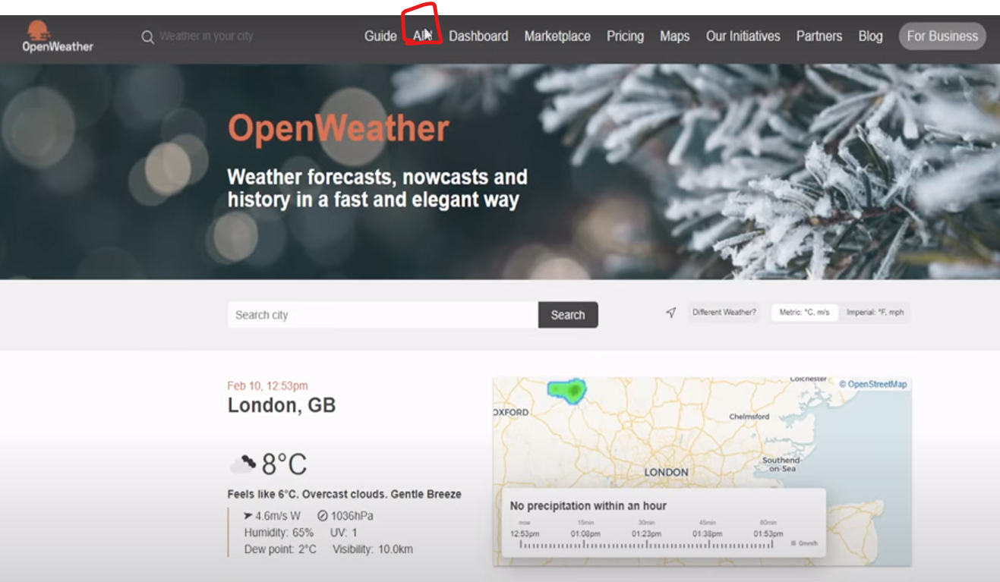 OpenWeather
Weather in your city
Guide
Dashboard
Marketplace
Pricing
Maps
Our Initiatives
Partners
Blog
For Business
OpenWeather
Weather forecasts, nowcasts and
history in a fast and elegant way
Search city
Search
Different Weather?
Metric: °C, m/s
Imperial: °F, mph
Feb 10, 12:53pm
London, GB
8°C
Feels like 6°C. Overcast clouds. Gentle Breeze
4.6m/s W 1036hPa
Humidity: 65% UV: 1
Dew point: 2°C Visibility: 10.0km
Colchester
© OpenStreetMap
OXFORD
Chelmsford
Southend-
on-Sea
LONDON
No precipitation within an hour
now 15min 30min 45min 60min
12:53pm 01:08pm 01:23pm 01:38pm 01:53pm
0mm/h